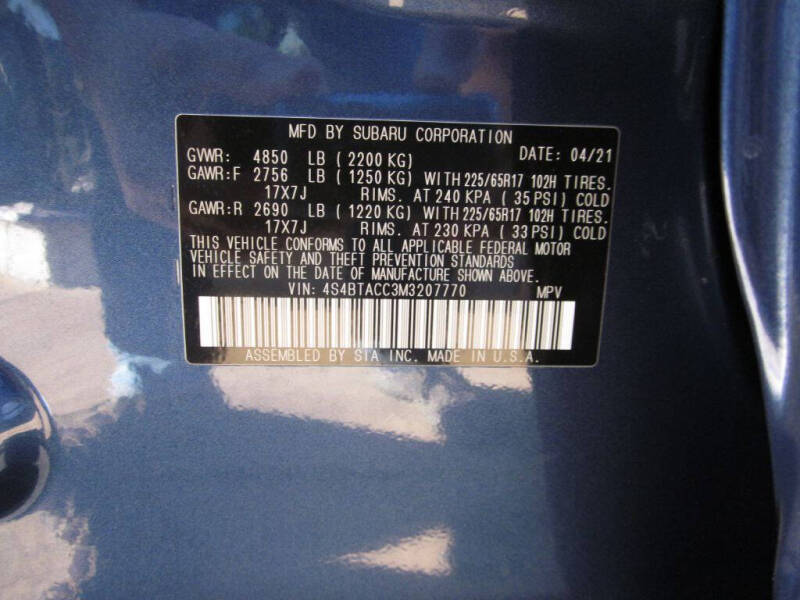 MFD BY SUBARU CORPORATION
GVWR: 4850 LB ( 2200 KG) DATE: 04/21
GAWR:F 2756 LB ( 1250 KG) WITH 225/65R17 102H TIRES.
17X7J RIMS. AT 240 KPA ( 35 PSI) COLD
GAWR:R 2690 LB ( 1220 KG) WITH 225/65R17 102H TIRES.
17X7J RIMS. AT 230 KPA ( 33 PSI) COLD
THIS VEHICLE CONFORMS TO ALL APPLICABLE FEDERAL MOTOR
VEHICLE SAFETY AND THEFT PREVENTION STANDARDS
IN EFFECT ON THE DATE OF MANUFACTURE SHOWN ABOVE.
VIN: 4S4BTACC3M3207770 MPV
ASSEMBLED BY SIA INC. MADE IN U.S.A.